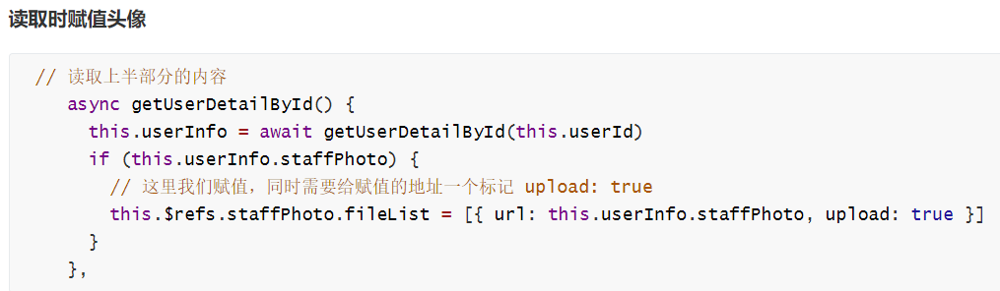 读取时赋值头像
// 读取上半部分的内容
async getUserDetailById() {
this.userInfo = await getUserDetailById(this.userId)
if (this.userInfo.staffPhoto) {
// 这里我们赋值，同时需要给赋值的地址一个标记 upload: true
this.$refs.staffPhoto.fileList = [{ url: this.userInfo.staffPhoto, upload: true }]
}
},